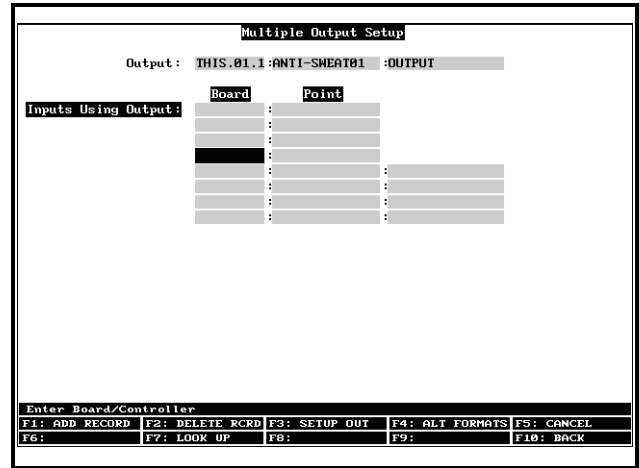 Multiple Output Setup
Output: THIS.01.1:ANTI-SWEAT01 :OUTPUT
Board Point
Inputs Using Output: :
:
:
:
: :
: :
: :
: :
Enter Board/Controller
F1: ADD RECORD F2: DELETE RCRD F3: SETUP OUT F4: ALT FORMATS F5: CANCEL
F6: F7: LOOK UP F8: F9: F10: BACK